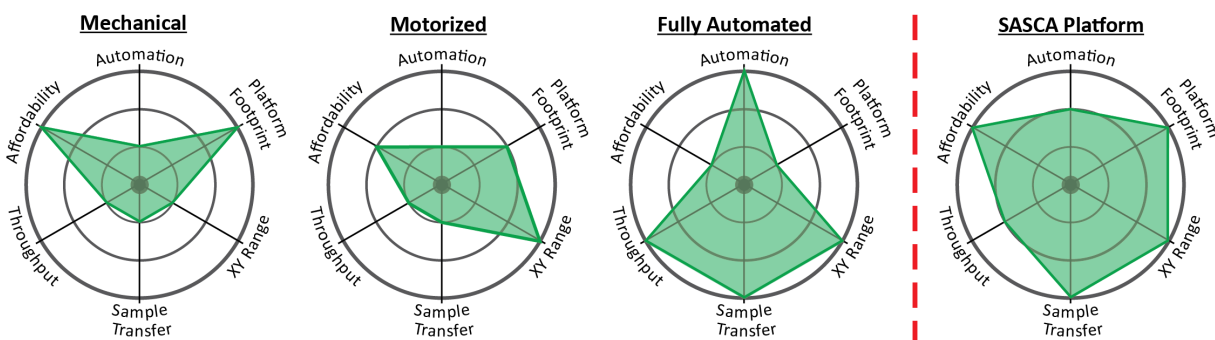 Mechanical
Automation
Affordability
Platform
Footprint
Throughput
XY Range
Sample
Transfer
Motorized
Automation
Affordability
Platform
Footprint
Throughput
XY Range
Sample
Transfer
Fully Automated
Automation
Affordability
Platform
Footprint
Throughput
XY Range
Sample
Transfer
SASCA Platform
Automation
Affordability
Platform
Footprint
Throughput
XY Range
Sample
Transfer